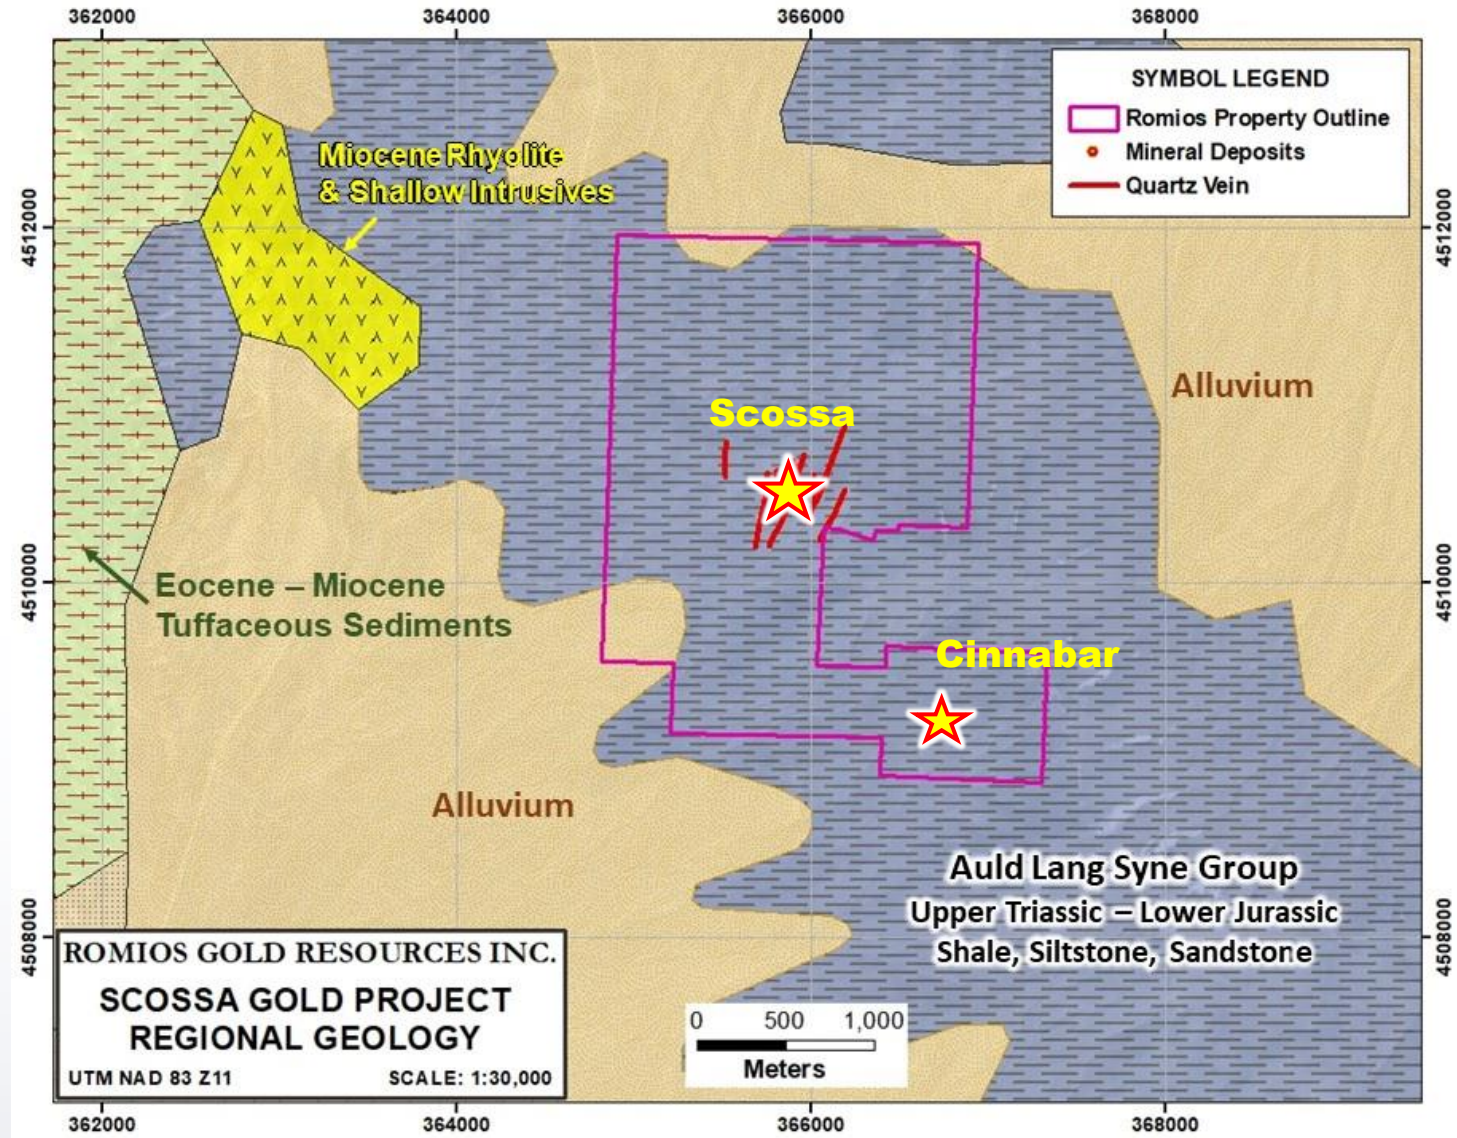 362000
364000
366000
368000
SYMBOL LEGEND
Romios Property Outline
Mineral Deposits
Quartz Vein
Miocene Rhyolite
& Shallow Intrusives
4512000
4512000
Alluvium
Scossa
4510000
4510000
Eocene – Miocene
Tuffaceous Sediments
Cinnabar
Alluvium
Auld Lang Syne Group
Upper Triassic – Lower Jurassic
Shale, Siltstone, Sandstone
4508000
4508000
ROMIOS GOLD RESOURCES INC.
SCOSSA GOLD PROJECT
REGIONAL GEOLOGY
UTM NAD 83 Z11 SCALE: 1:30,000
0 500 1,000
Meters
362000
364000
366000
368000